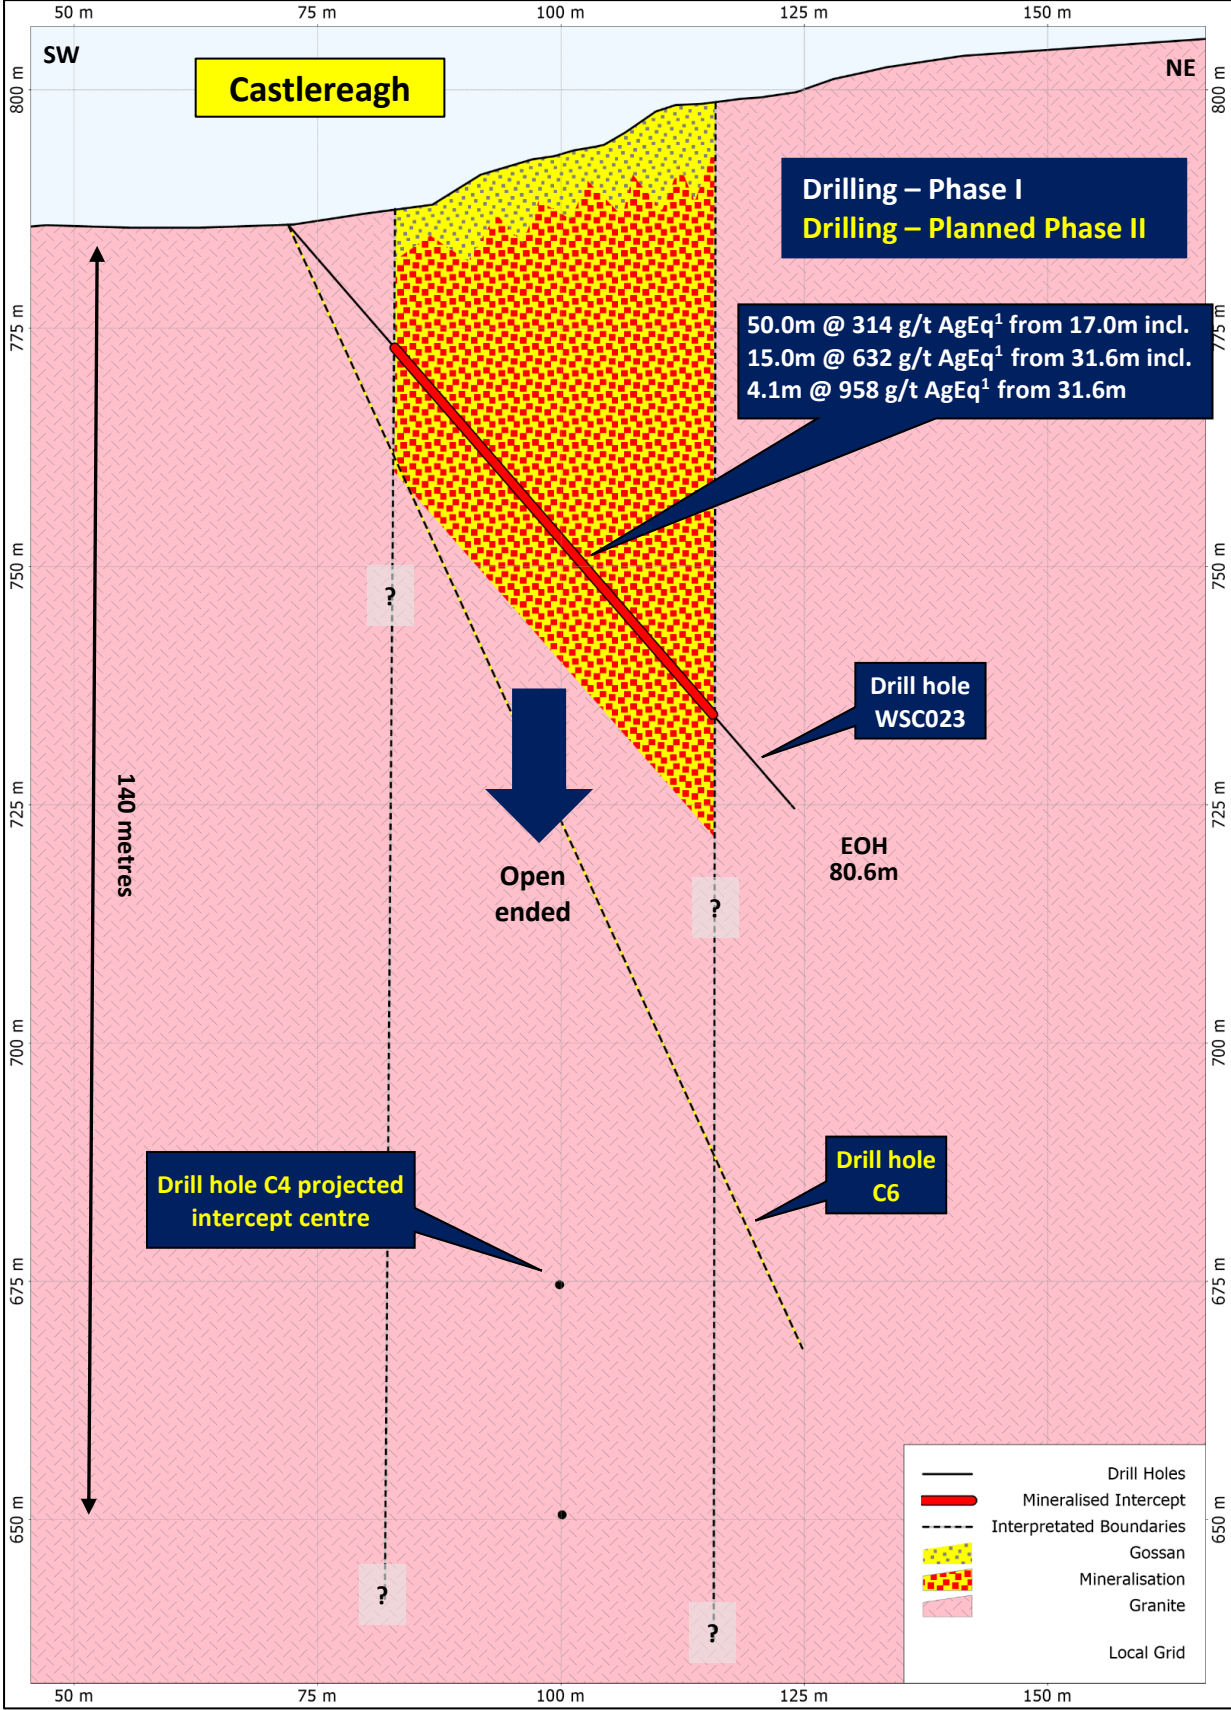 50 m
75 m
100 m
125 m
150 m
SW
NE
Castlereagh
800 m
800 m
Drilling – Phase I
Drilling – Planned Phase II
775 m
775 m
50.0m @ 314 g/t AgEq¹ from 17.0m incl.
15.0m @ 632 g/t AgEq¹ from 31.6m incl.
4.1m @ 958 g/t AgEq¹ from 31.6m
750 m
750 m
?
Drill hole
WSC023
140 metres
725 m
725 m
EOH
80.6m
Open
ended
?
700 m
700 m
Drill hole C4 projected
intercept centre
Drill hole
C6
675 m
675 m
650 m
650 m
?
?
Drill Holes
Mineralised Intercept
Interpretated Boundaries
Gossan
Mineralisation
Granite
Local Grid
50 m
75 m
100 m
125 m
150 m